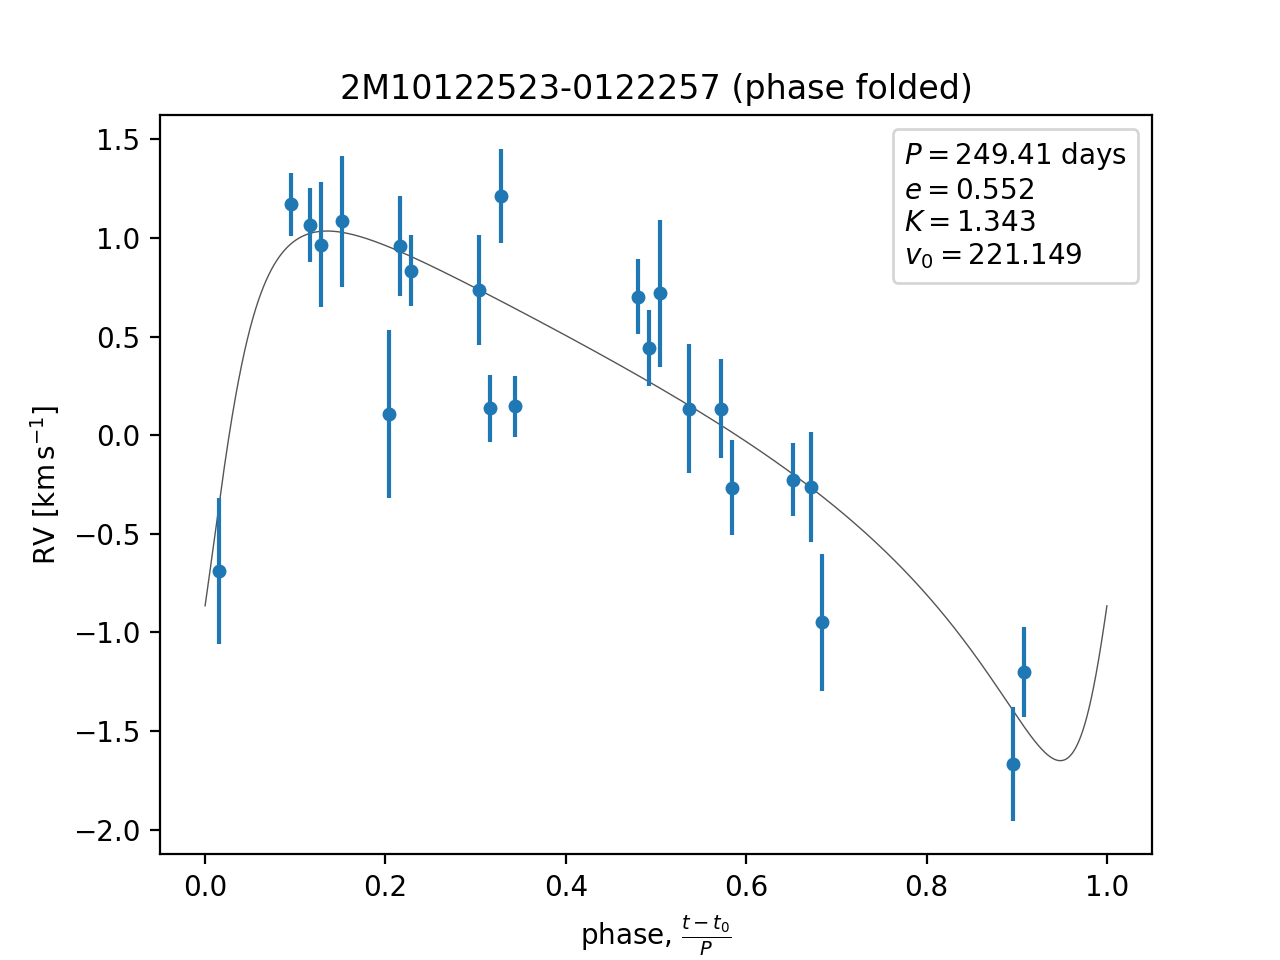 2M10122523-0122257 (phase folded)
P = 249.41 days
e = 0.552
K = 1.343
v₀ = 221.149
1.5
1.0
0.5
0.0
−0.5
−1.0
−1.5
−2.0
RV [km s⁻¹]
0.0 0.2 0.4 0.6 0.8 1.0
phase, (t − t₀)/P